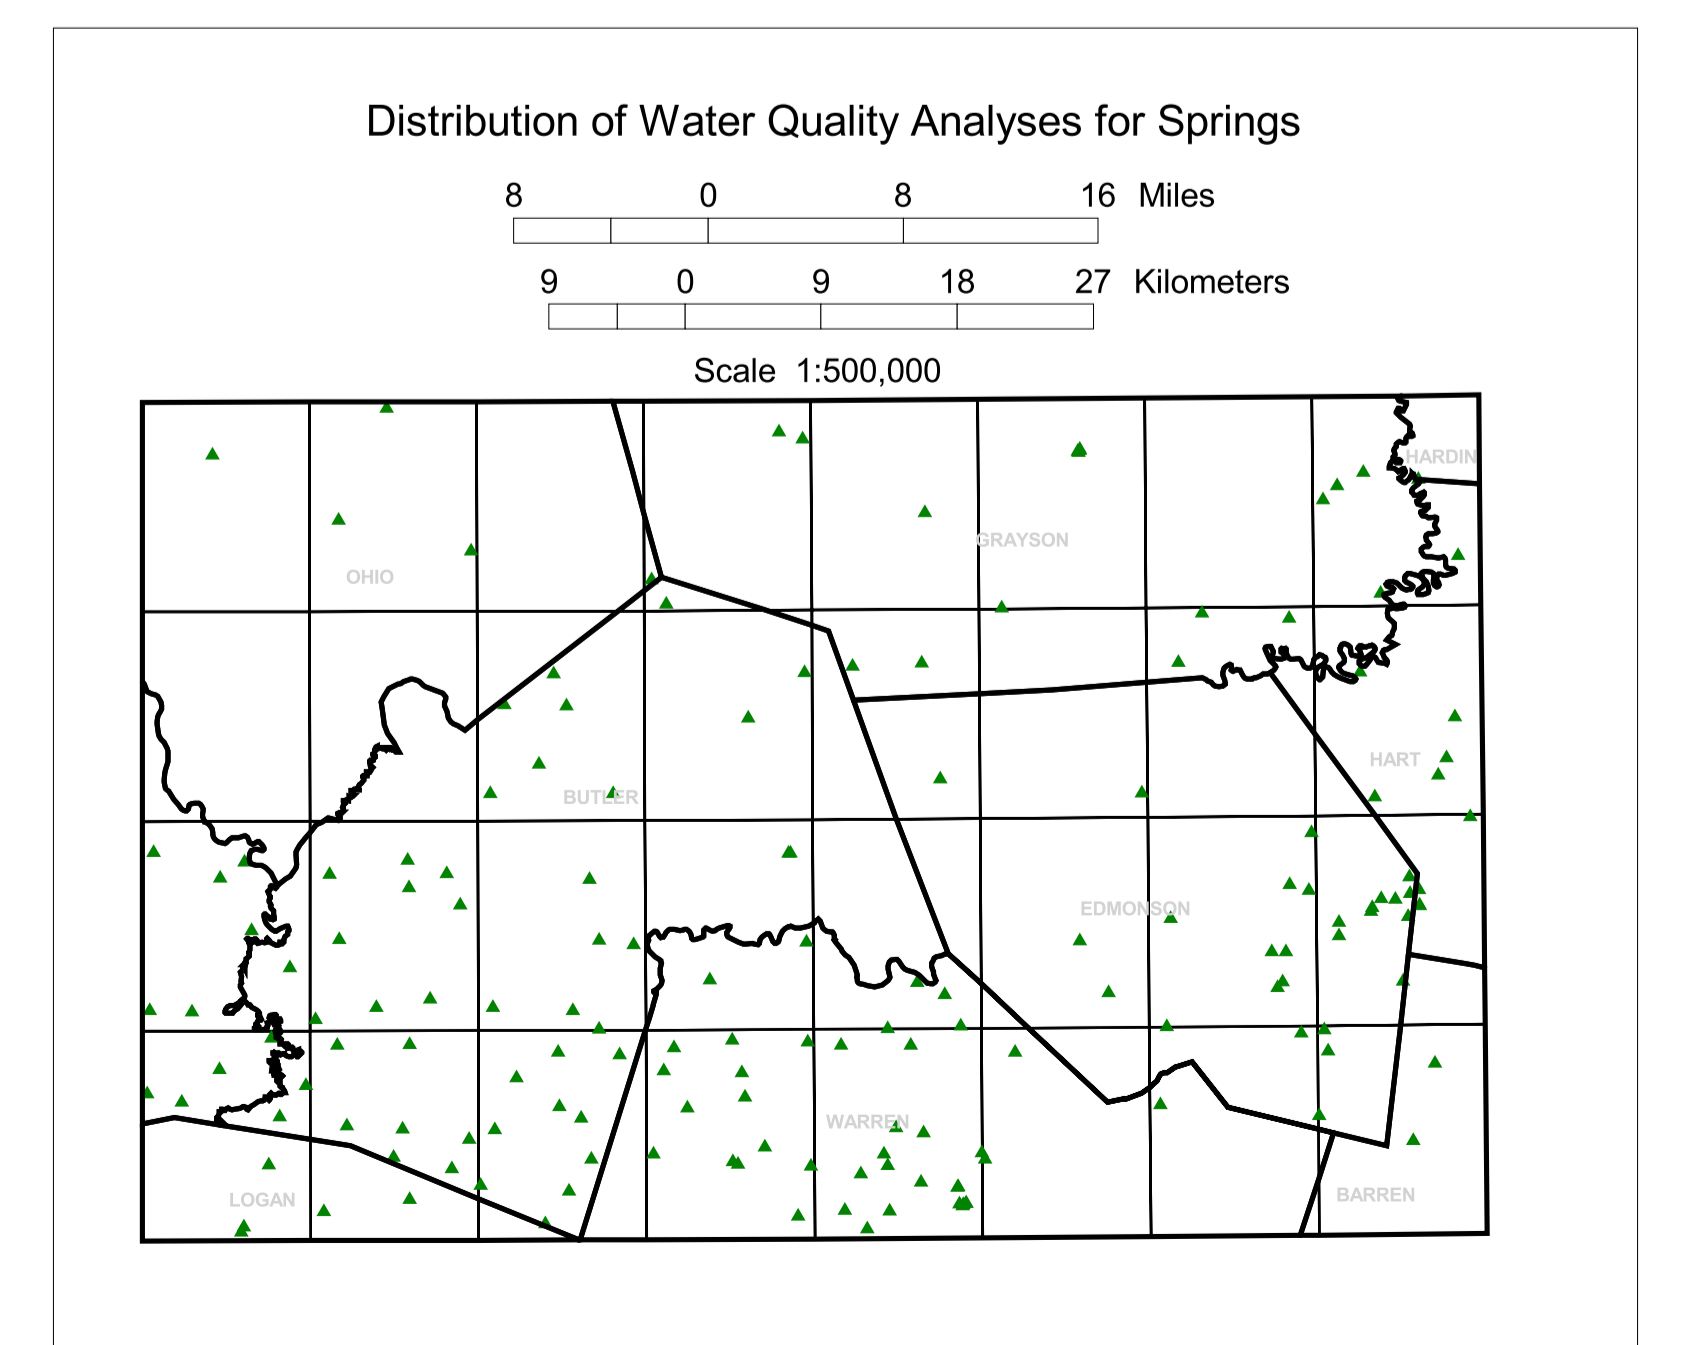 Distribution of Water Quality Analyses for Springs
8 0 8 16 Miles
9 0 9 18 27 Kilometers
Scale 1:500,000
HARDIN
GRAYSON
OHIO
HART
BUTLER
EDMONSON
WARREN
BARREN
LOGAN